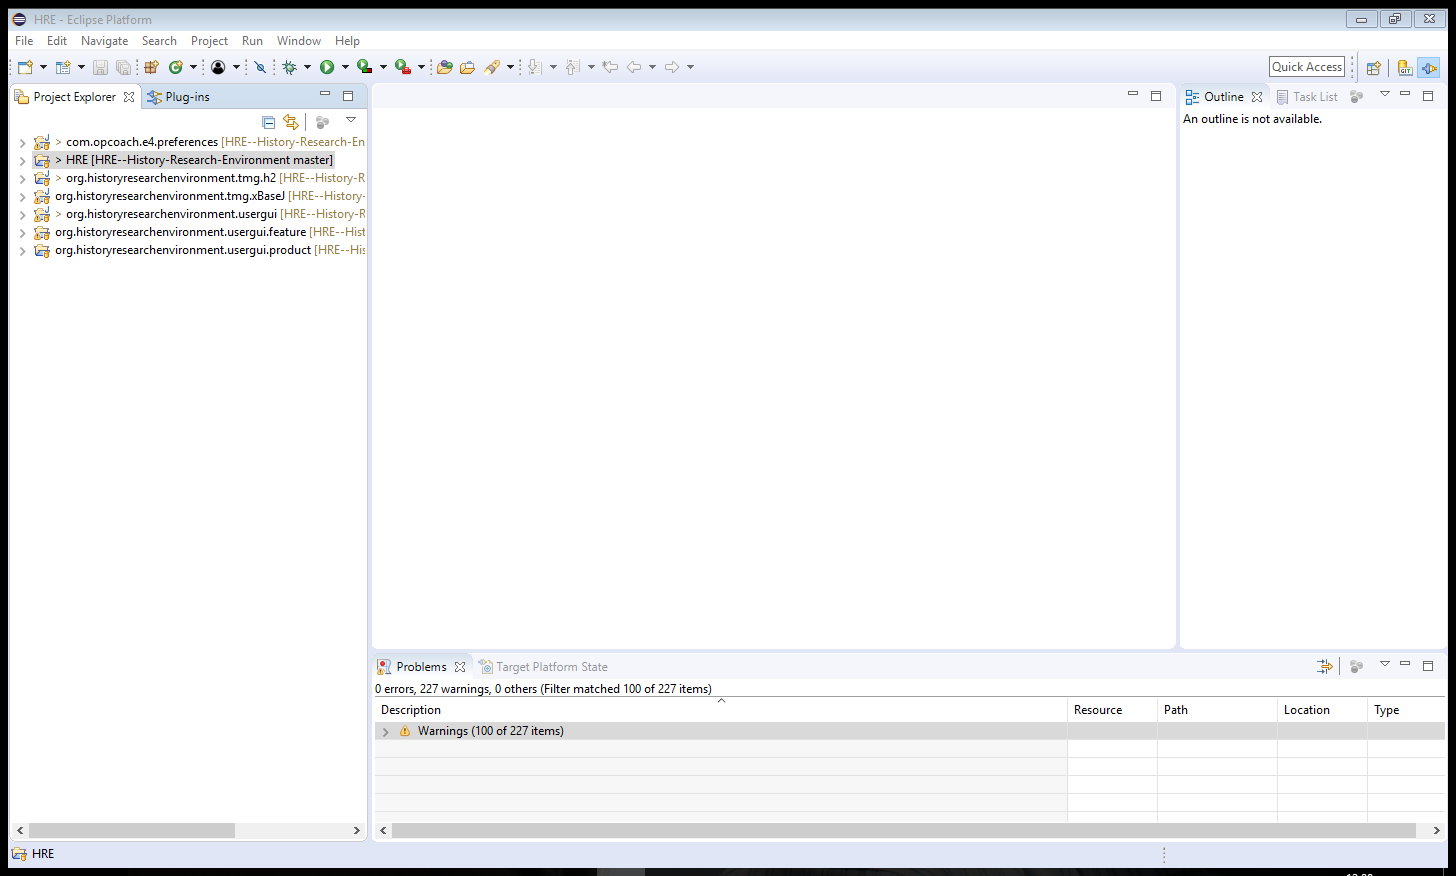 HRE - Eclipse Platform
File Edit Navigate Search Project Run Window Help
Quick Access
GIT
Project Explorer Plug-ins
> com.opcoach.e4.preferences [HRE--History-Research-En
> HRE [HRE--History-Research-Environment master]
> org.historyresearchenvironment.tmg.h2 [HRE--History-R
org.historyresearchenvironment.tmg.xBaseJ [HRE--History-
> org.historyresearchenvironment.usergui [HRE--History-R
org.historyresearchenvironment.usergui.feature [HRE--Hist
org.historyresearchenvironment.usergui.product [HRE--His
Outline Task List
An outline is not available.
Problems Target Platform State
0 errors, 227 warnings, 0 others (Filter matched 100 of 227 items)
Description Resource Path Location Type
Warnings (100 of 227 items)
HRE